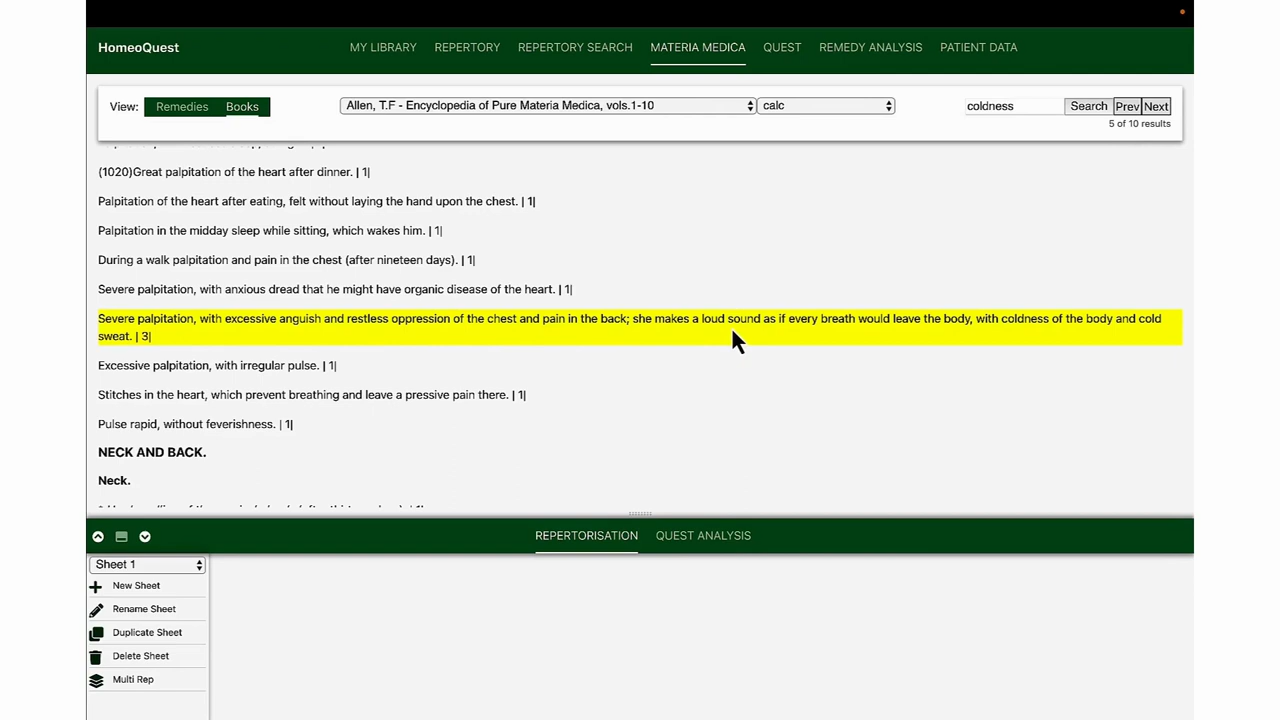 HomeoQuest MY LIBRARY REPERTORY REPERTORY SEARCH MATERIA MEDICA QUEST REMEDY ANALYSIS PATIENT DATA
View: Remedies Books Allen, T.F - Encyclopedia of Pure Materia Medica, vols.1-10 calc coldness Search Prev Next
5 of 10 results
(1020)Great palpitation of the heart after dinner. | 1|
Palpitation of the heart after eating, felt without laying the hand upon the chest. | 1|
Palpitation in the midday sleep while sitting, which wakes him. | 1|
During a walk palpitation and pain in the chest (after nineteen days). | 1|
Severe palpitation, with anxious dread that he might have organic disease of the heart. | 1|
Severe palpitation, with excessive anguish and restless oppression of the chest and pain in the back; she makes a loud sound as if every breath would leave the body, with coldness of the body and cold
sweat. | 3|
Excessive palpitation, with irregular pulse. | 1|
Stitches in the heart, which prevent breathing and leave a pressive pain there. | 1|
Pulse rapid, without feverishness. | 1|
NECK AND BACK.
Neck.
REPERTORISATION QUEST ANALYSIS
Sheet 1
New Sheet
Rename Sheet
Duplicate Sheet
Delete Sheet
Multi Rep